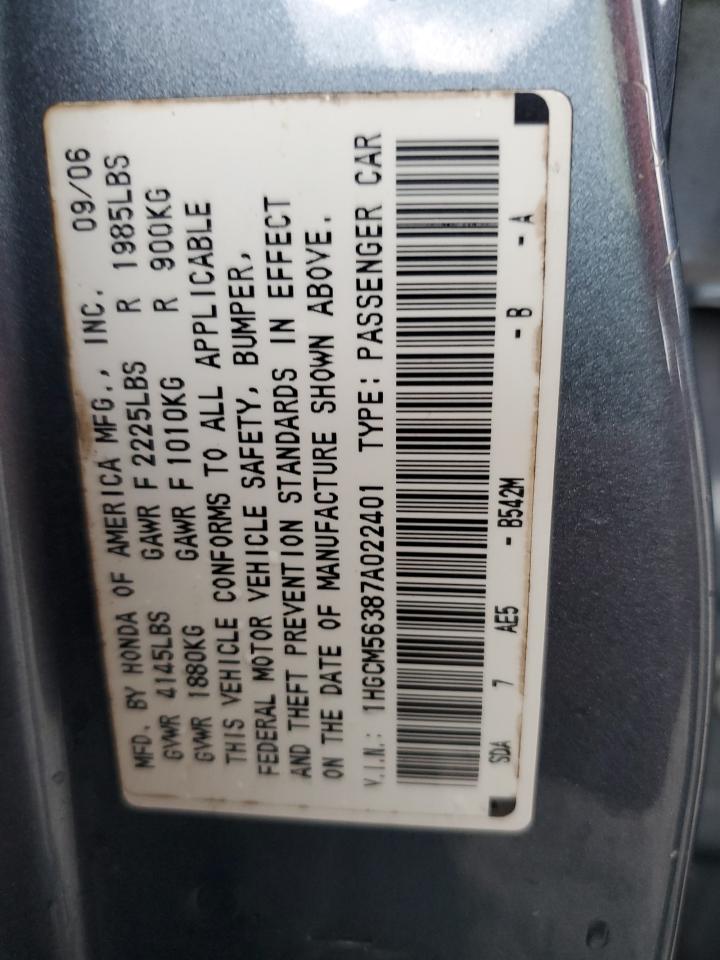 MFD. BY HONDA OF AMERICA MFG., INC. 09/06
GVWR 4145LBS GAWR F 2225LBS R 1985LBS
GVWR 1880KG GAWR F 1010KG R 900KG
THIS VEHICLE CONFORMS TO ALL APPLICABLE
FEDERAL MOTOR VEHICLE SAFETY, BUMPER,
AND THEFT PREVENTION STANDARDS IN EFFECT
ON THE DATE OF MANUFACTURE SHOWN ABOVE.
V.I.N.: 1HGCM56387A022401 TYPE: PASSENGER CAR
SDA 7 AE5 - B542M - B - A